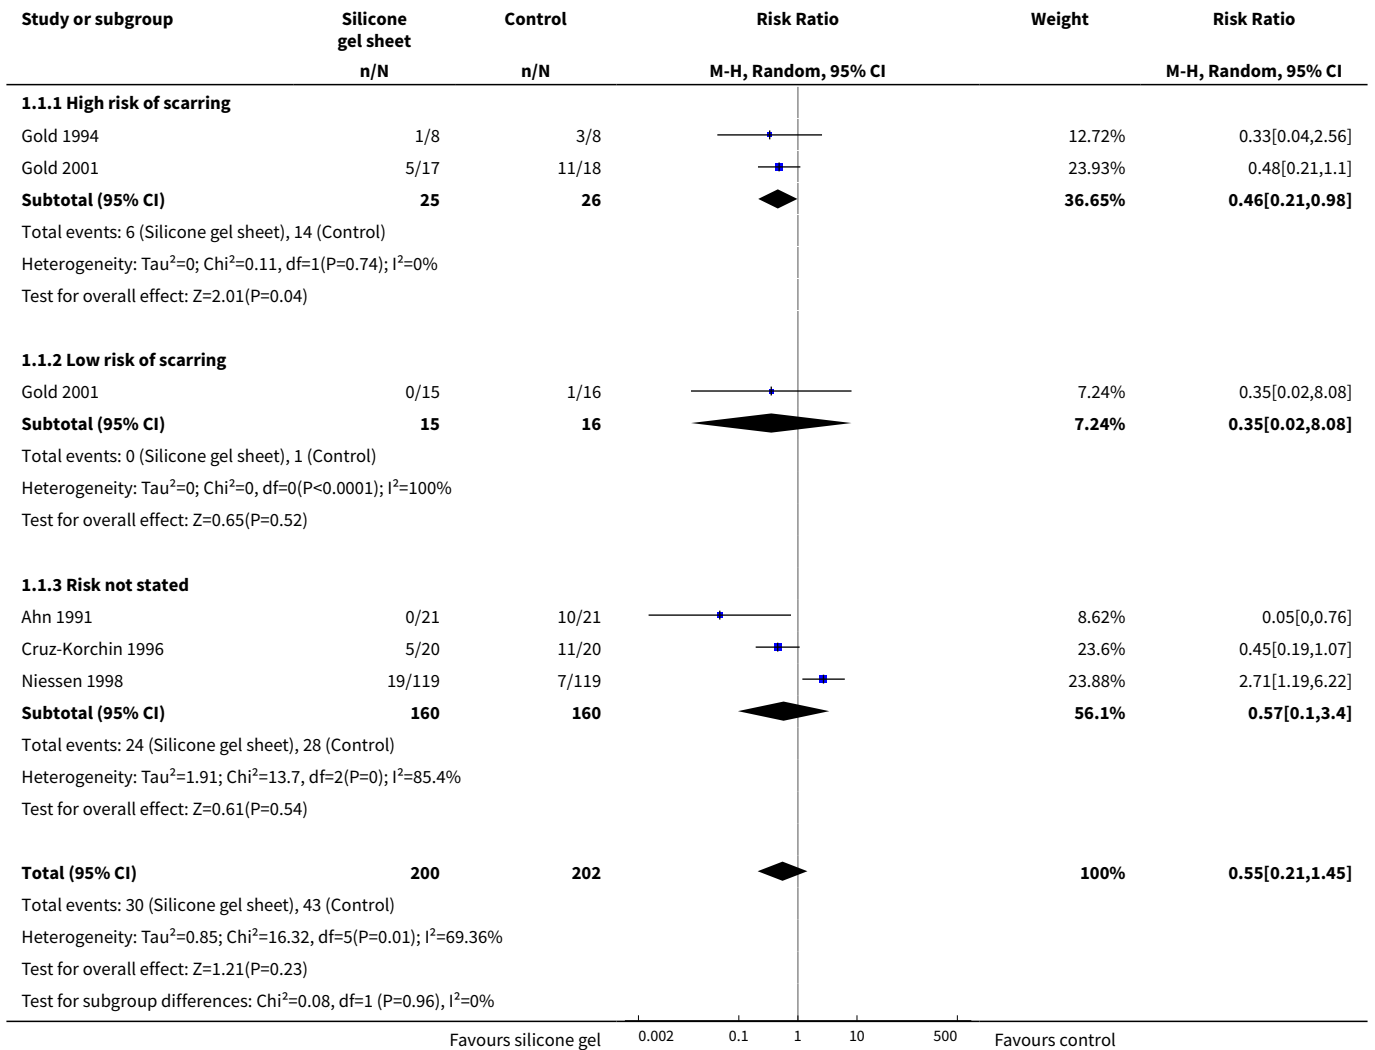 Study or subgroup Silicone gel sheet Control Risk Ratio Weight Risk Ratio
n/N n/N M-H, Random, 95% CI M-H, Random, 95% CI
1.1.1 High risk of scarring
Gold 1994 1/8 3/8 12.72% 0.33[0.04,2.56]
Gold 2001 5/17 11/18 23.93% 0.48[0.21,1.1]
Subtotal (95% CI) 25 26 36.65% 0.46[0.21,0.98]
Total events: 6 (Silicone gel sheet), 14 (Control)
Heterogeneity: Tau²=0; Chi²=0.11, df=1(P=0.74); I²=0%
Test for overall effect: Z=2.01(P=0.04)
1.1.2 Low risk of scarring
Gold 2001 0/15 1/16 7.24% 0.35[0.02,8.08]
Subtotal (95% CI) 15 16 7.24% 0.35[0.02,8.08]
Total events: 0 (Silicone gel sheet), 1 (Control)
Heterogeneity: Tau²=0; Chi²=0, df=0(P<0.0001); I²=100%
Test for overall effect: Z=0.65(P=0.52)
1.1.3 Risk not stated
Ahn 1991 0/21 10/21 8.62% 0.05[0,0.76]
Cruz-Korchin 1996 5/20 11/20 23.6% 0.45[0.19,1.07]
Niessen 1998 19/119 7/119 23.88% 2.71[1.19,6.22]
Subtotal (95% CI) 160 160 56.1% 0.57[0.1,3.4]
Total events: 24 (Silicone gel sheet), 28 (Control)
Heterogeneity: Tau²=1.91; Chi²=13.7, df=2(P=0); I²=85.4%
Test for overall effect: Z=0.61(P=0.54)
Total (95% CI) 200 202 100% 0.55[0.21,1.45]
Total events: 30 (Silicone gel sheet), 43 (Control)
Heterogeneity: Tau²=0.85; Chi²=16.32, df=5(P=0.01); I²=69.36%
Test for overall effect: Z=1.21(P=0.23)
Test for subgroup differences: Chi²=0.08, df=1 (P=0.96), I²=0%
Favours silicone gel 0.002 0.1 1 10 500 Favours control